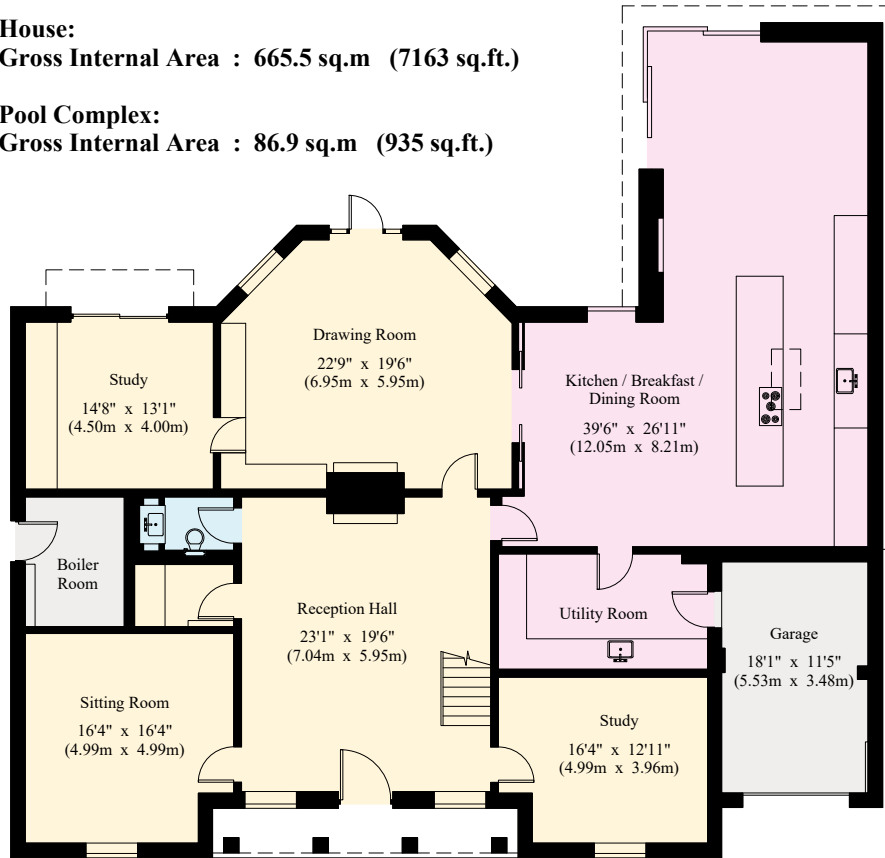 House:
Gross Internal Area : 665.5 sq.m (7163 sq.ft.)
Pool Complex:
Gross Internal Area : 86.9 sq.m (935 sq.ft.)
Drawing Room
22'9" x 19'6"
(6.95m x 5.95m)
Study
14'8" x 13'1"
(4.50m x 4.00m)
Kitchen / Breakfast /
Dining Room
39'6" x 26'11"
(12.05m x 8.21m)
Boiler
Room
Reception Hall
23'1" x 19'6"
(7.04m x 5.95m)
Utility Room
Garage
18'1" x 11'5"
(5.53m x 3.48m)
Sitting Room
16'4" x 16'4"
(4.99m x 4.99m)
Study
16'4" x 12'11"
(4.99m x 3.96m)